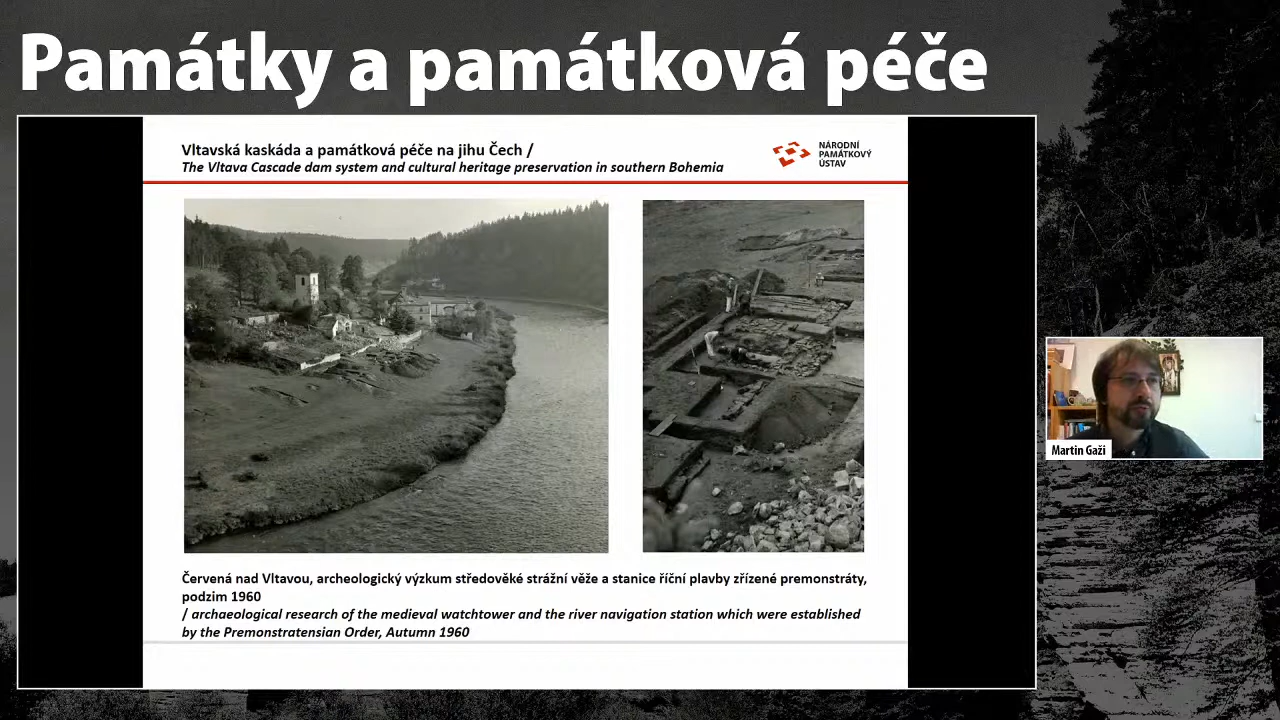 Památky a památková péče
Vltavská kaskáda a památková péče na jihu Čech /
The Vltava Cascade dam system and cultural heritage preservation in southern Bohemia
NÁRODNÍ
PAMÁTKOVÝ
ÚSTAV
Martin Gaži
Červená nad Vltavou, archeologický výzkum středověké strážní věže a stanice říční plavby zřízené premonstráty,
podzim 1960
/ archaeological research of the medieval watchtower and the river navigation station which were established
by the Premonstratensian Order, Autumn 1960